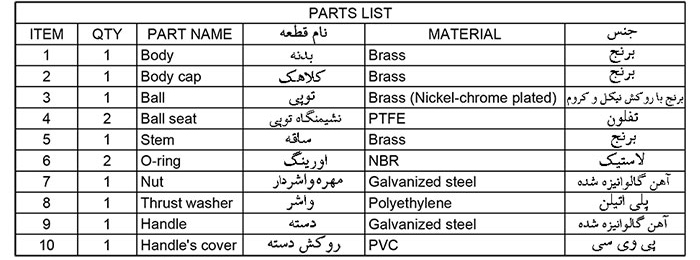 PARTS LIST
ITEM QTY PART NAME نام قطعه MATERIAL جنس
1 1 Body بدنه Brass برنج
2 1 Body cap کلاهک Brass برنج
3 1 Ball توپی Brass (Nickel-chrome plated) برنج با روکش نیکل و کروم
4 2 Ball seat نشیمنگاه توپی PTFE تفلون
5 1 Stem ساقه Brass برنج
6 2 O-ring اورینگ NBR لاستیک
7 1 Nut مهره واشردار Galvanized steel آهن گالوانیزه شده
8 1 Thrust washer واشر Polyethylene پلی اتیلن
9 1 Handle دسته Galvanized steel آهن گالوانیزه شده
10 1 Handle's cover روکش دسته PVC پی وی سی